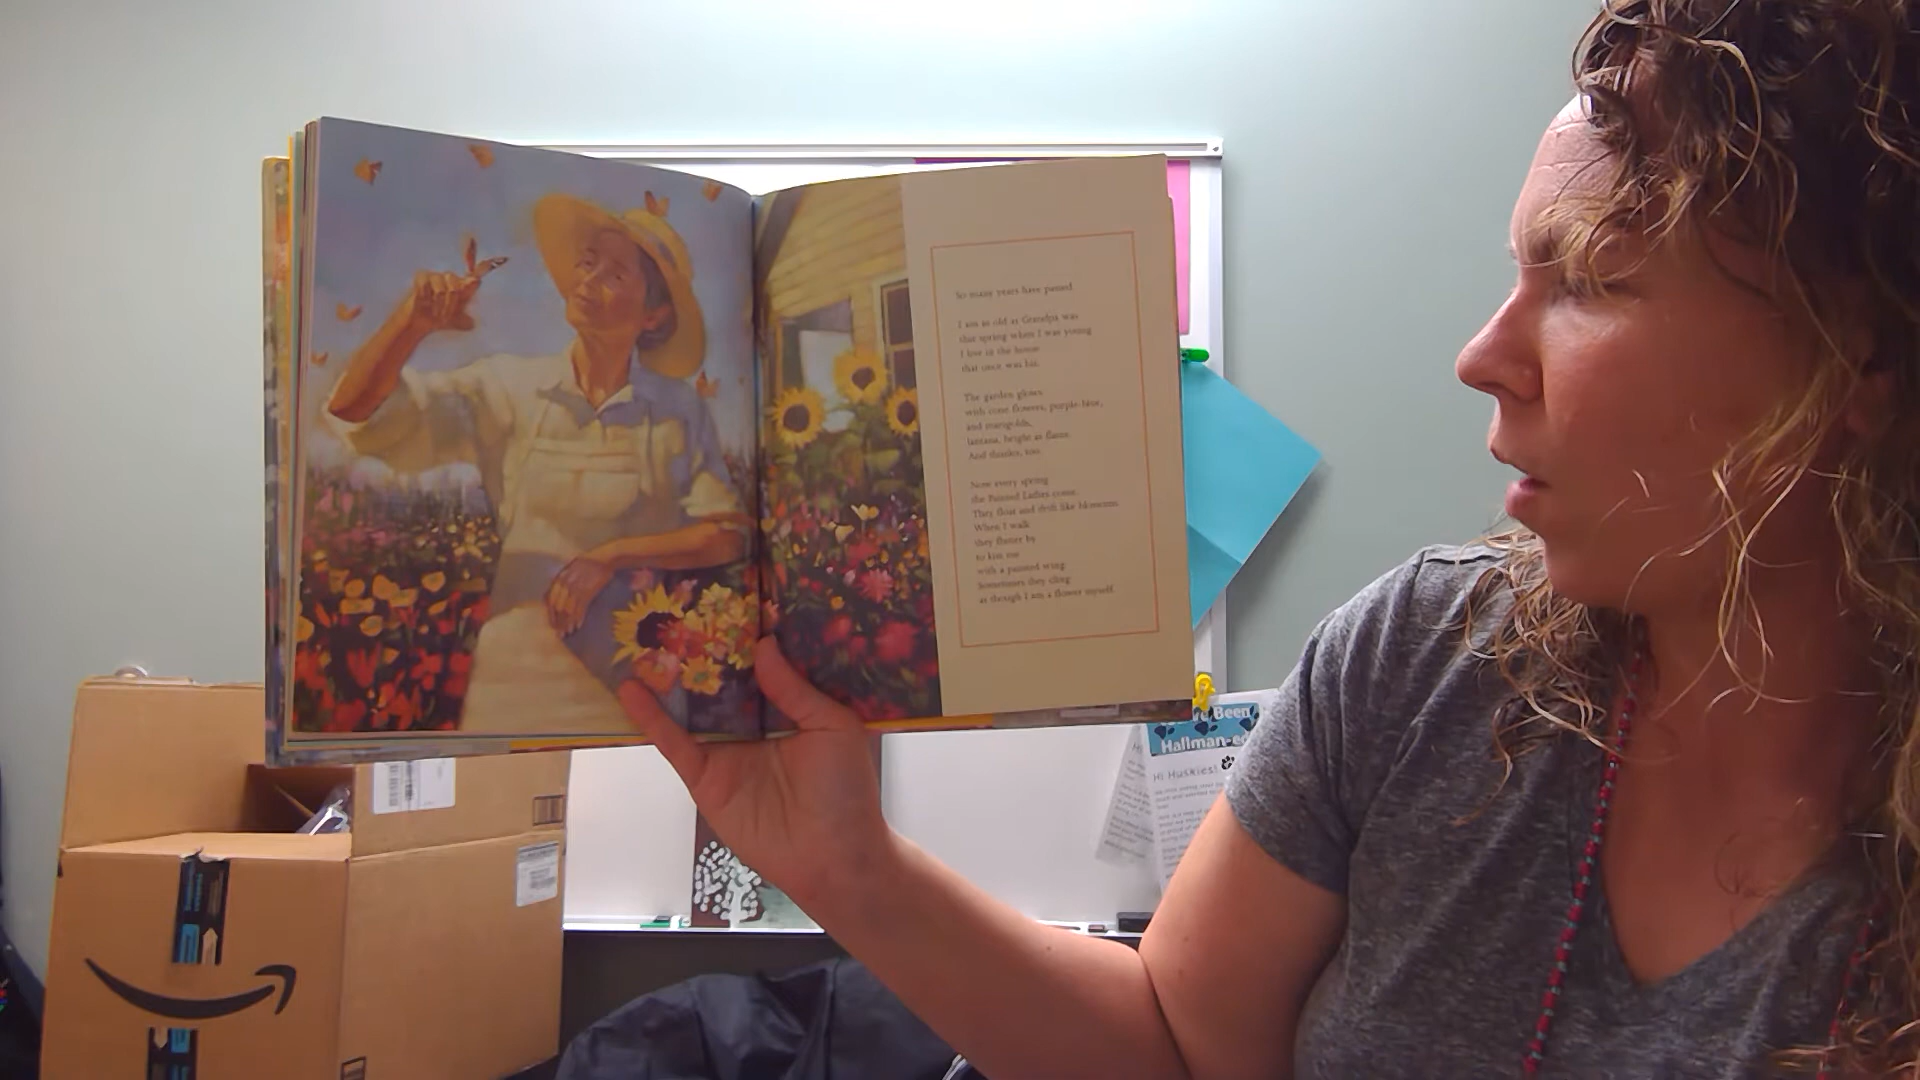 So many years have passed.
I am as old as Grandpa was
that spring when I was young.
I live in the house
that once was his.
The garden glows
with cone flowers, purple-blue,
and marigolds,
lantana, bright as flame.
And thistles, too.
Now every spring
the Painted Ladies come.
They float and drift like blossoms.
When I walk
they flutter by
to kiss me
with a painted wing.
Sometimes they cling
as though I am a flower myself.
Been
Hallman-e
Hi Huskies!